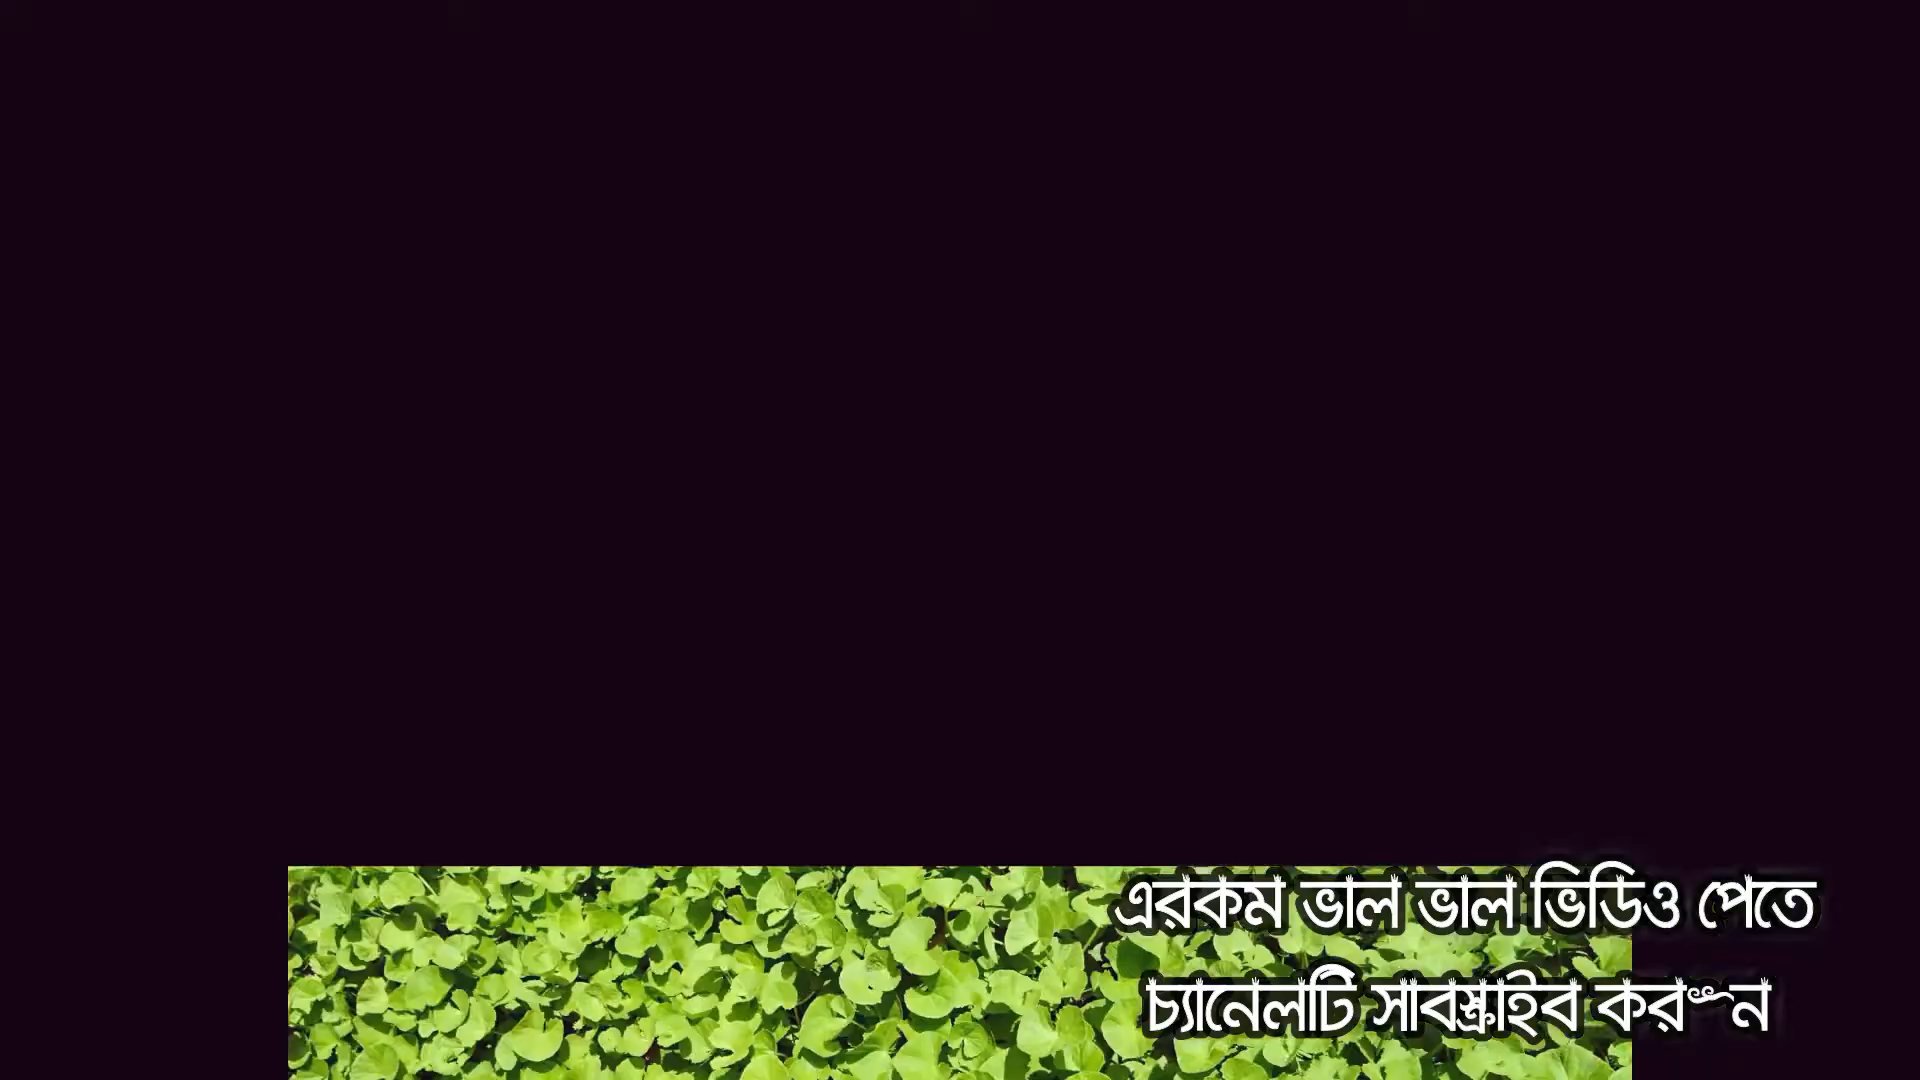 এরকম ভাল ভাল ভিডিও পেতে
চ্যানেলটি সাবস্ক্রাইব করুন